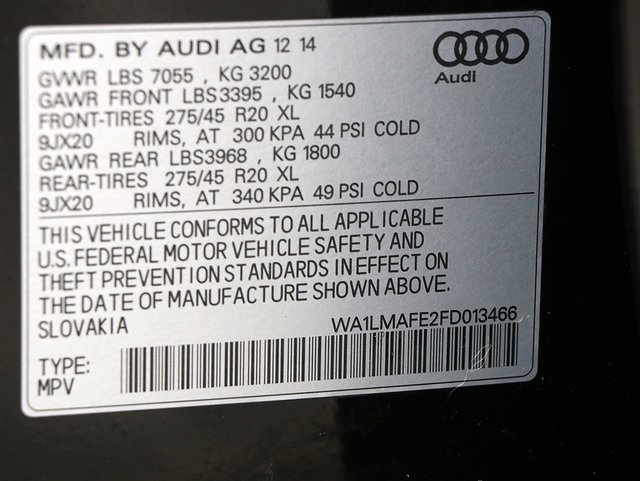 MFD. BY AUDI AG 12 14
Audi
GVWR LBS 7055 , KG 3200
GAWR FRONT LBS3395 , KG 1540
FRONT-TIRES 275/45 R20 XL
9JX20 RIMS, AT 300 KPA 44 PSI COLD
GAWR REAR LBS3968 , KG 1800
REAR-TIRES 275/45 R20 XL
9JX20 RIMS, AT 340 KPA 49 PSI COLD
THIS VEHICLE CONFORMS TO ALL APPLICABLE
U.S. FEDERAL MOTOR VEHICLE SAFETY AND
THEFT PREVENTION STANDARDS IN EFFECT ON
THE DATE OF MANUFACTURE SHOWN ABOVE.
SLOVAKIA WA1LMAFE2FD013466
TYPE:
MPV